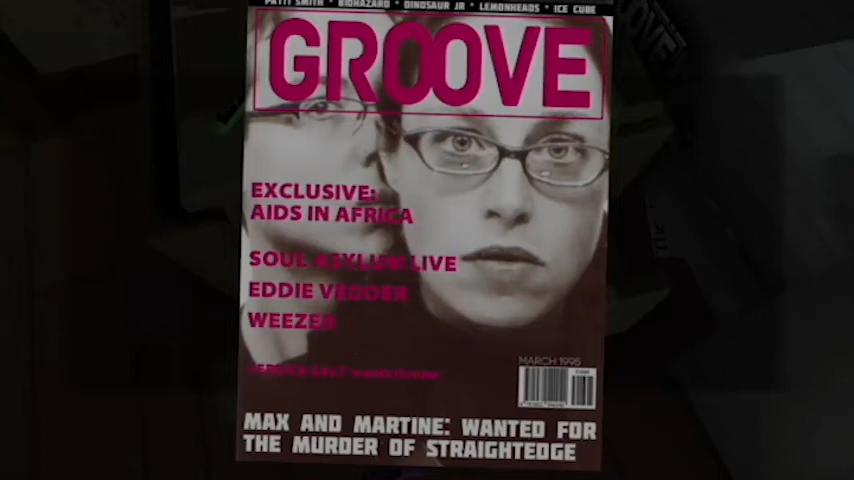 PATTI SMITH * BIOHAZARD * DINOSAUR JR * LEMONHEADS * ICE CUBE
GROOVE
EXCLUSIVE:
AIDS IN AFRICA
SOUL ASYLUM LIVE
EDDIE VEDDER
WEEZER
MARCH 1995
MAX AND MARTINE: WANTED FOR
THE MURDER OF STRAIGHTEDGE